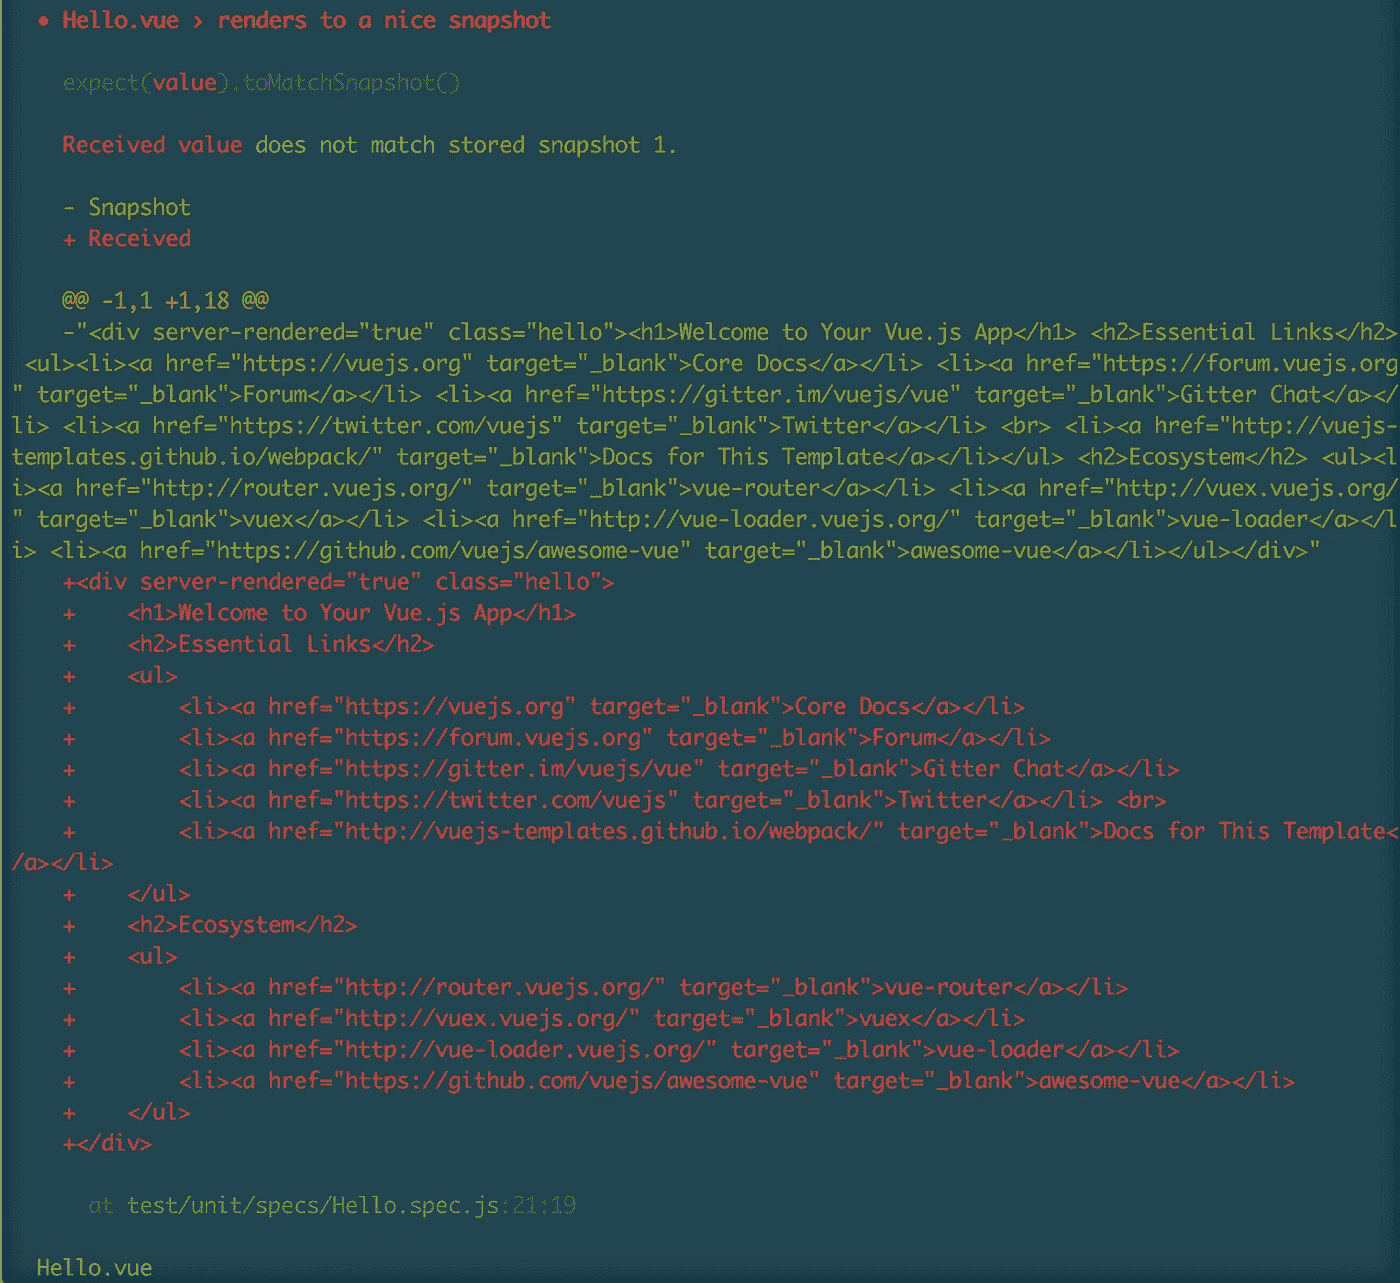 • Hello.vue › renders to a nice snapshot
expect(value).toMatchSnapshot()
Received value does not match stored snapshot 1.
- Snapshot
+ Received
@@ -1,1 +1,18 @@
-"<div server-rendered="true" class="hello"><h1>Welcome to Your Vue.js App</h1> <h2>Essential Links</h2>
<ul><li><a href="https://vuejs.org" target="_blank">Core Docs</a></li> <li><a href="https://forum.vuejs.org
" target="_blank">Forum</a></li> <li><a href="https://gitter.im/vuejs/vue" target="_blank">Gitter Chat</a></
li> <li><a href="https://twitter.com/vuejs" target="_blank">Twitter</a></li> <br> <li><a href="http://vuejs-
templates.github.io/webpack/" target="_blank">Docs for This Template</a></li></ul> <h2>Ecosystem</h2> <ul><l
i><a href="http://router.vuejs.org/" target="_blank">vue-router</a></li> <li><a href="http://vuex.vuejs.org/
" target="_blank">vuex</a></li> <li><a href="http://vue-loader.vuejs.org/" target="_blank">vue-loader</a></l
i> <li><a href="https://github.com/vuejs/awesome-vue" target="_blank">awesome-vue</a></li></ul></div>"
+<div server-rendered="true" class="hello">
+    <h1>Welcome to Your Vue.js App</h1>
+    <h2>Essential Links</h2>
+    <ul>
+        <li><a href="https://vuejs.org" target="_blank">Core Docs</a></li>
+        <li><a href="https://forum.vuejs.org" target="_blank">Forum</a></li>
+        <li><a href="https://gitter.im/vuejs/vue" target="_blank">Gitter Chat</a></li>
+        <li><a href="https://twitter.com/vuejs" target="_blank">Twitter</a></li> <br>
+        <li><a href="http://vuejs-templates.github.io/webpack/" target="_blank">Docs for This Template<
/a></li>
+    </ul>
+    <h2>Ecosystem</h2>
+    <ul>
+        <li><a href="http://router.vuejs.org/" target="_blank">vue-router</a></li>
+        <li><a href="http://vuex.vuejs.org/" target="_blank">vuex</a></li>
+        <li><a href="http://vue-loader.vuejs.org/" target="_blank">vue-loader</a></li>
+        <li><a href="https://github.com/vuejs/awesome-vue" target="_blank">awesome-vue</a></li>
+    </ul>
+</div>
at test/unit/specs/Hello.spec.js:21:19
Hello.vue